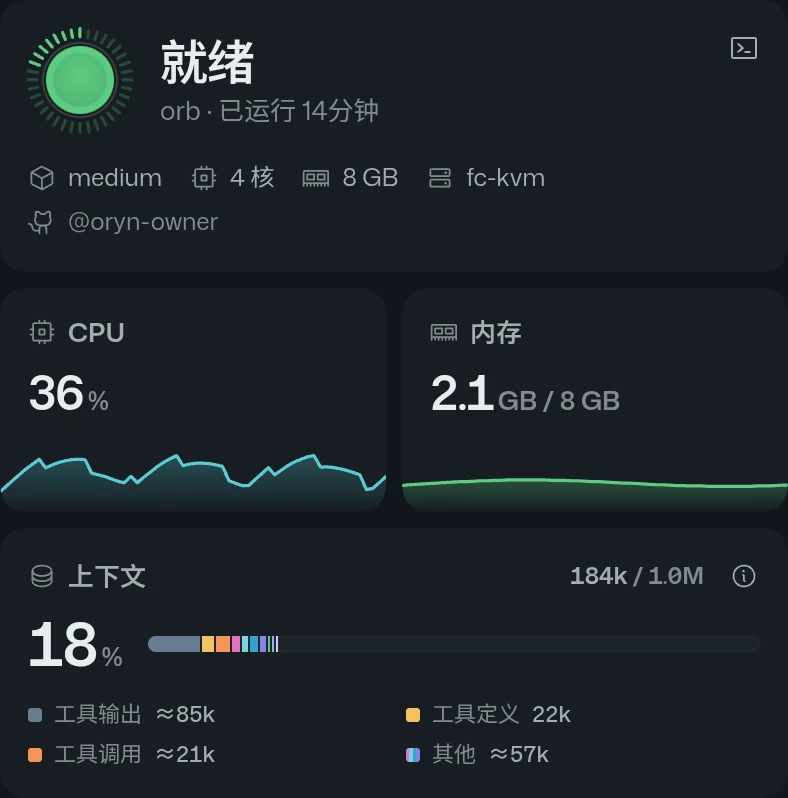 就绪
orb · 已运行 14分钟
medium 4 核 8 GB fc-kvm
@oryn-owner
CPU
36 %
内存
2.1 GB / 8 GB
上下文 184k / 1.0M
18 %
工具输出 ≈85k 工具定义 22k
工具调用 ≈21k 其他 ≈57k